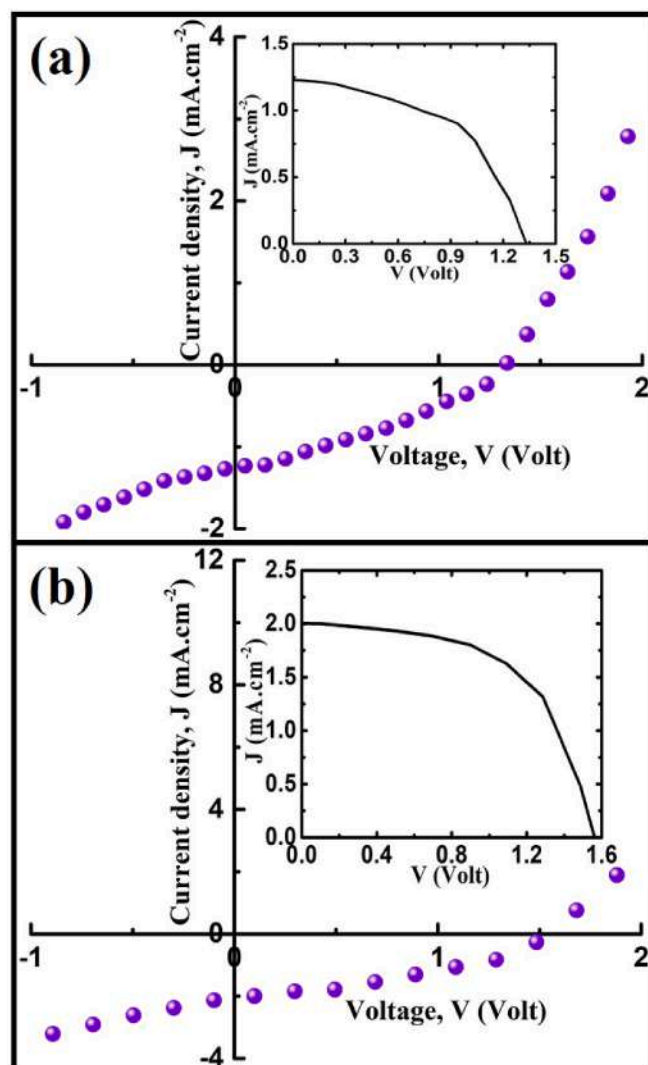 (a)
Current density, J (mA.cm⁻²)
4
2
0
-2
-1
0
1
2
Voltage, V (Volt)
J (mA.cm⁻²)
1.5
1.0
0.5
0.0
0.0 0.3 0.6 0.9 1.2 1.5
V (Volt)
(b)
Current density, J (mA.cm⁻²)
12
8
4
0
-4
-1 0 1 2
Voltage, V (Volt)
J (mA.cm⁻²)
2.5
2.0
1.5
1.0
0.5
0.0
0.0 0.4 0.8 1.2 1.6
V (Volt)